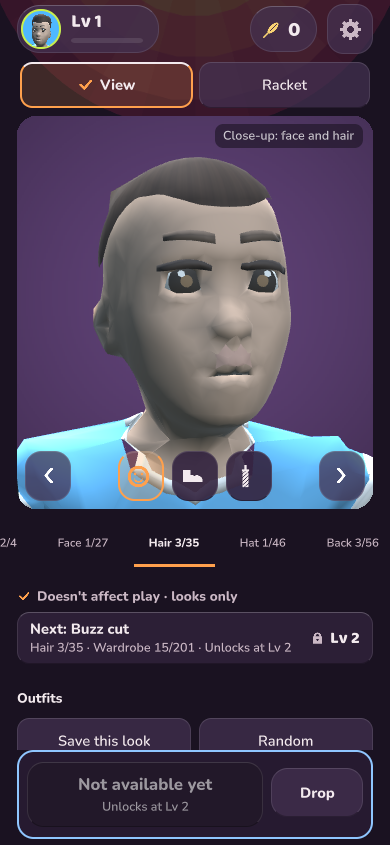 Lv 1
0
View
Racket
Close-up: face and hair
2/4
Face 1/27
Hair 3/35
Hat 1/46
Back 3/56
Doesn't affect play · looks only
Next: Buzz cut
Hair 3/35 · Wardrobe 15/201 · Unlocks at Lv 2
Lv 2
Outfits
Save this look
Random
Not available yet
Unlocks at Lv 2
Drop